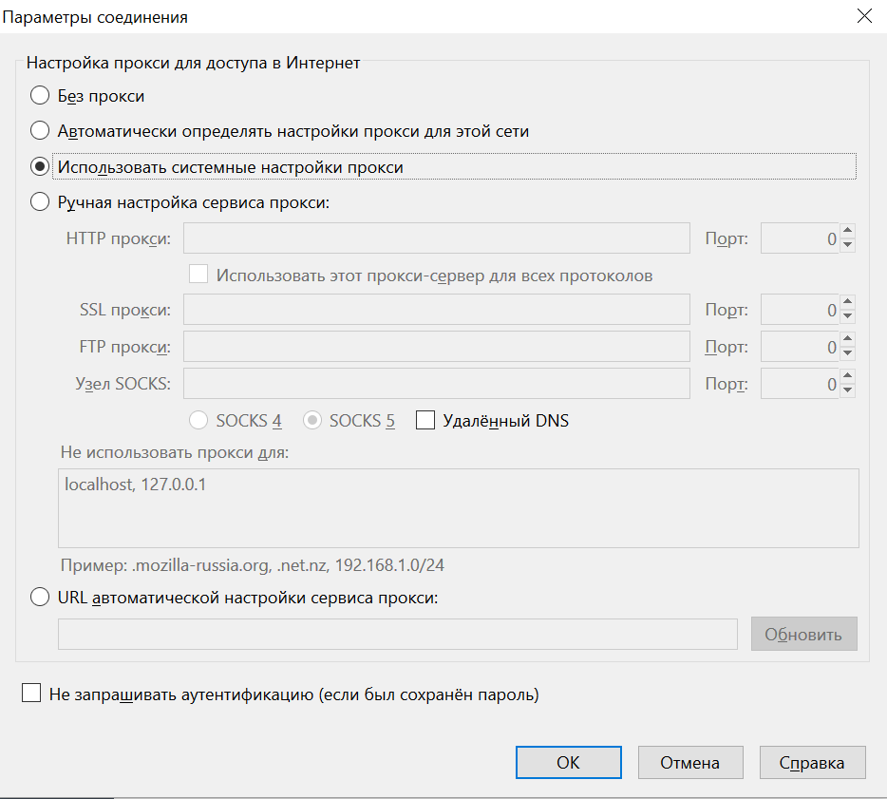 Параметры соединения
Настройка прокси для доступа в Интернет
Без прокси
Автоматически определять настройки прокси для этой сети
Использовать системные настройки прокси
Ручная настройка сервиса прокси:
HTTP прокси: Порт: 0
Использовать этот прокси-сервер для всех протоколов
SSL прокси: Порт: 0
FTP прокси: Порт: 0
Узел SOCKS: Порт: 0
SOCKS 4 SOCKS 5 Удалённый DNS
Не использовать прокси для:
localhost, 127.0.0.1
Пример: .mozilla-russia.org, .net.nz, 192.168.1.0/24
URL автоматической настройки сервиса прокси:
Обновить
Не запрашивать аутентификацию (если был сохранён пароль)
OK Отмена Справка